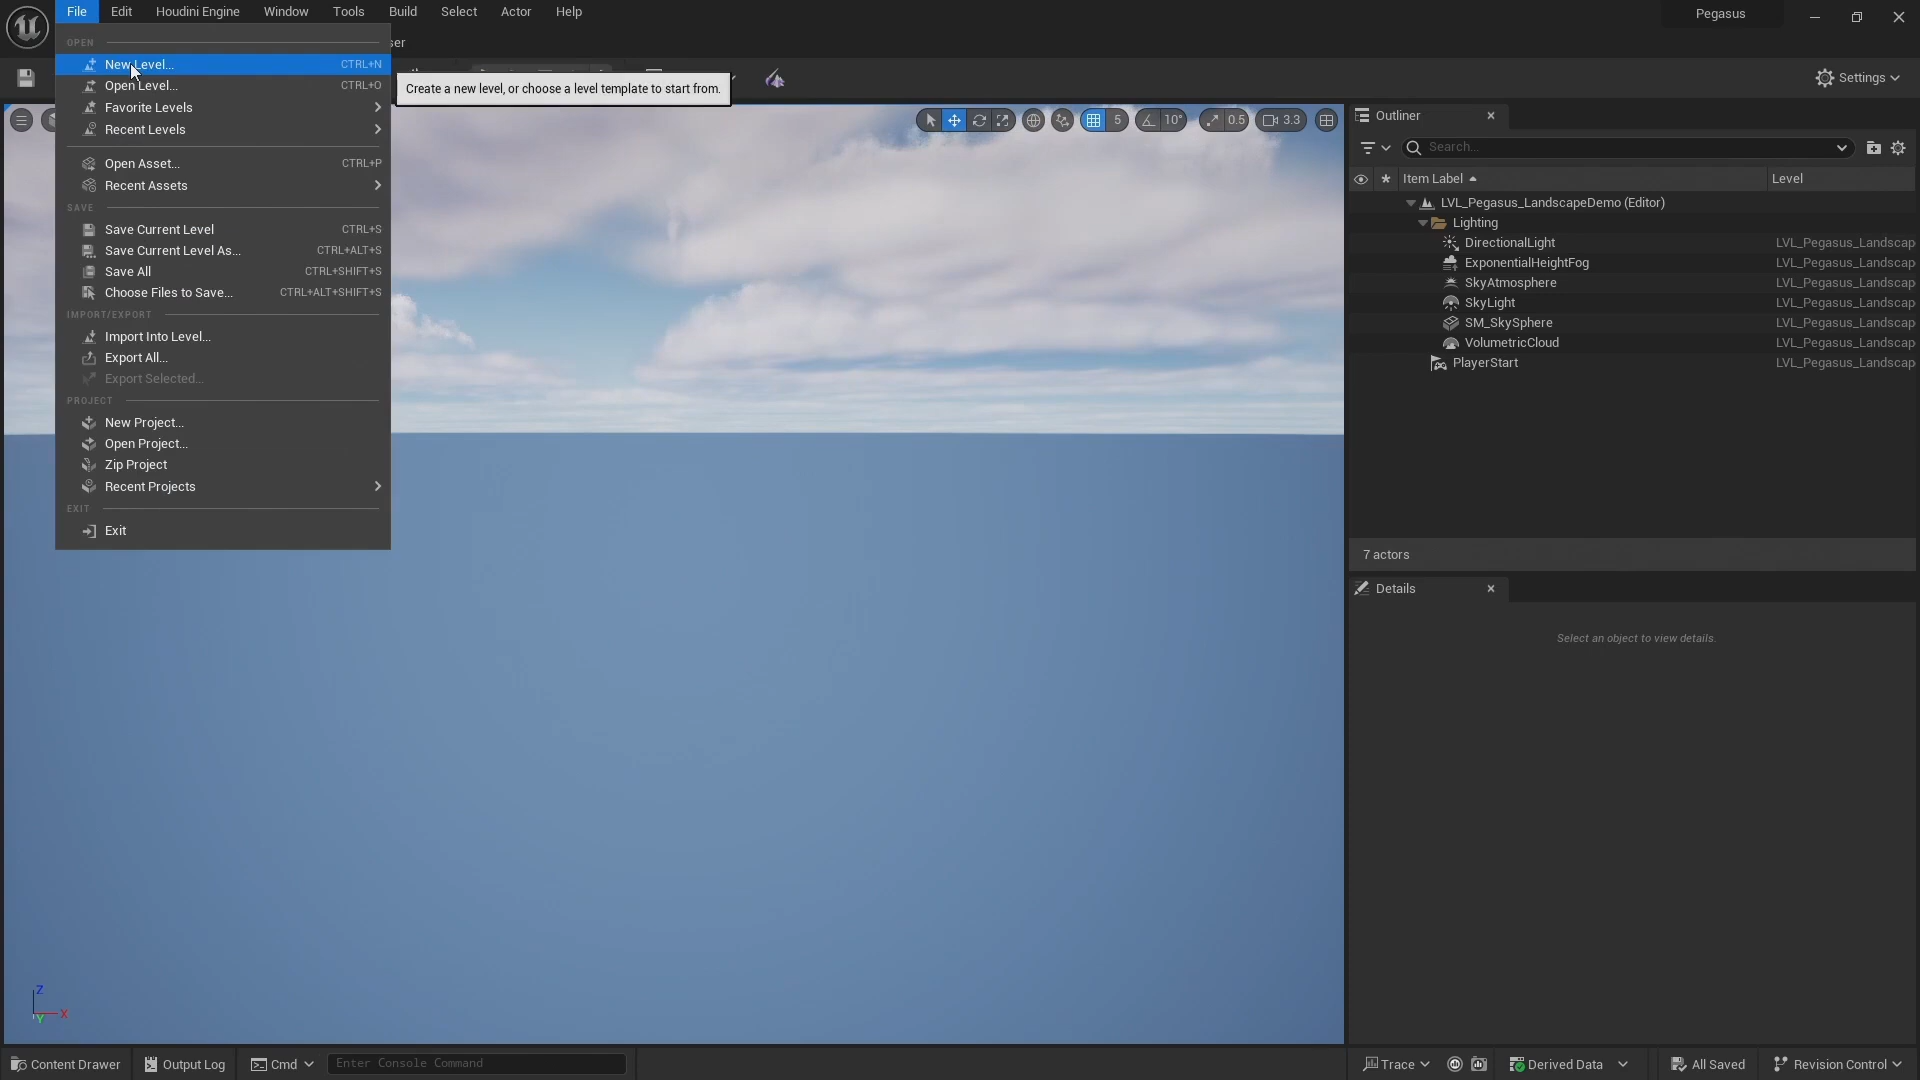 File Edit Houdini Engine Window Tools Build Select Actor Help
Pegasus
OPEN
ser
New Level... CTRL+N
Open Level... CTRL+O
Favorite Levels
Recent Levels
Open Asset... CTRL+P
Recent Assets
SAVE
Save Current Level CTRL+S
Save Current Level As... CTRL+ALT+S
Save All CTRL+SHIFT+S
Choose Files to Save... CTRL+ALT+SHIFT+S
IMPORT/EXPORT
Import Into Level...
Export All...
Export Selected...
PROJECT
New Project...
Open Project...
Zip Project
Recent Projects
EXIT
Exit
Create a new level, or choose a level template to start from.
Settings
5 10° 0.5 3.3
Outliner
Search...
Item Label Level
LVL_Pegasus_LandscapeDemo (Editor)
Lighting
DirectionalLight LVL_Pegasus_Landscap
ExponentialHeightFog LVL_Pegasus_Landscap
SkyAtmosphere LVL_Pegasus_Landscap
SkyLight LVL_Pegasus_Landscap
SM_SkySphere LVL_Pegasus_Landscap
VolumetricCloud LVL_Pegasus_Landscap
PlayerStart LVL_Pegasus_Landscap
7 actors
Details
Select an object to view details.
Z
X
Y
Content Drawer Output Log Cmd Enter Console Command Trace Derived Data All Saved Revision Control